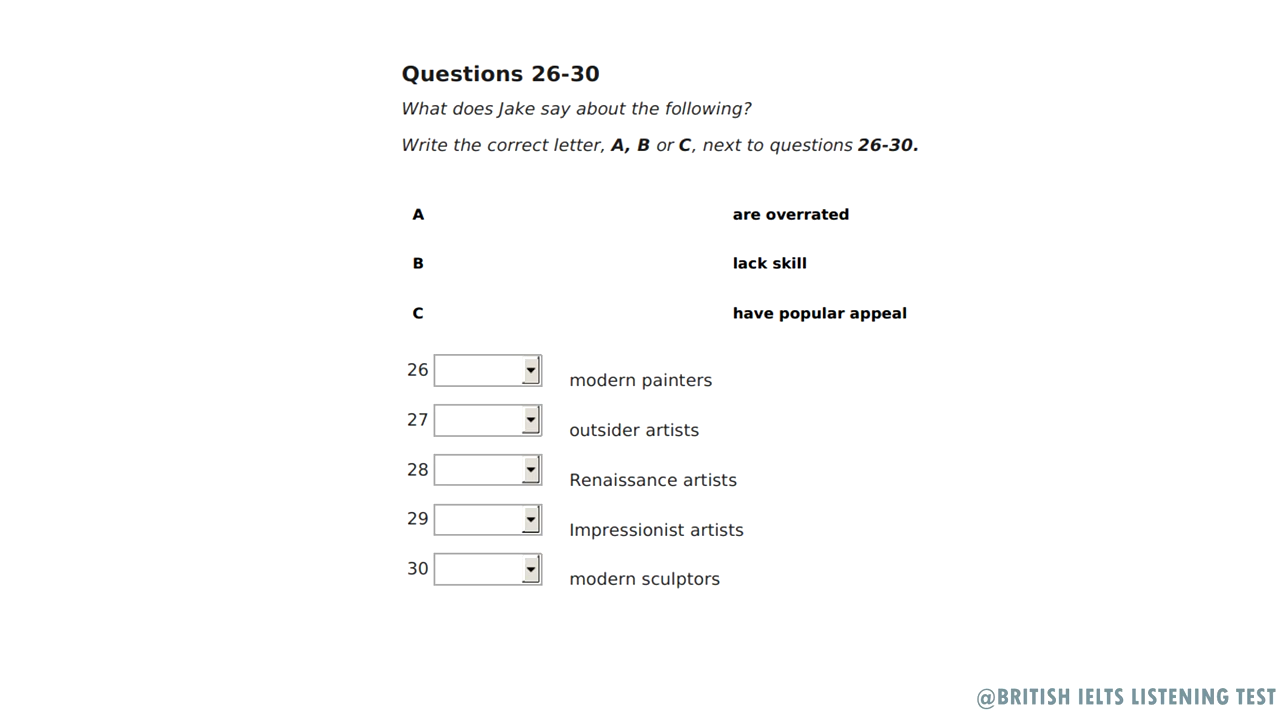 Questions 26-30
What does Jake say about the following?
Write the correct letter, A, B or C, next to questions 26-30.
A are overrated
B lack skill
C have popular appeal
26 modern painters
27 outsider artists
28 Renaissance artists
29 Impressionist artists
30 modern sculptors
@BRITISH IELTS LISTENING TEST